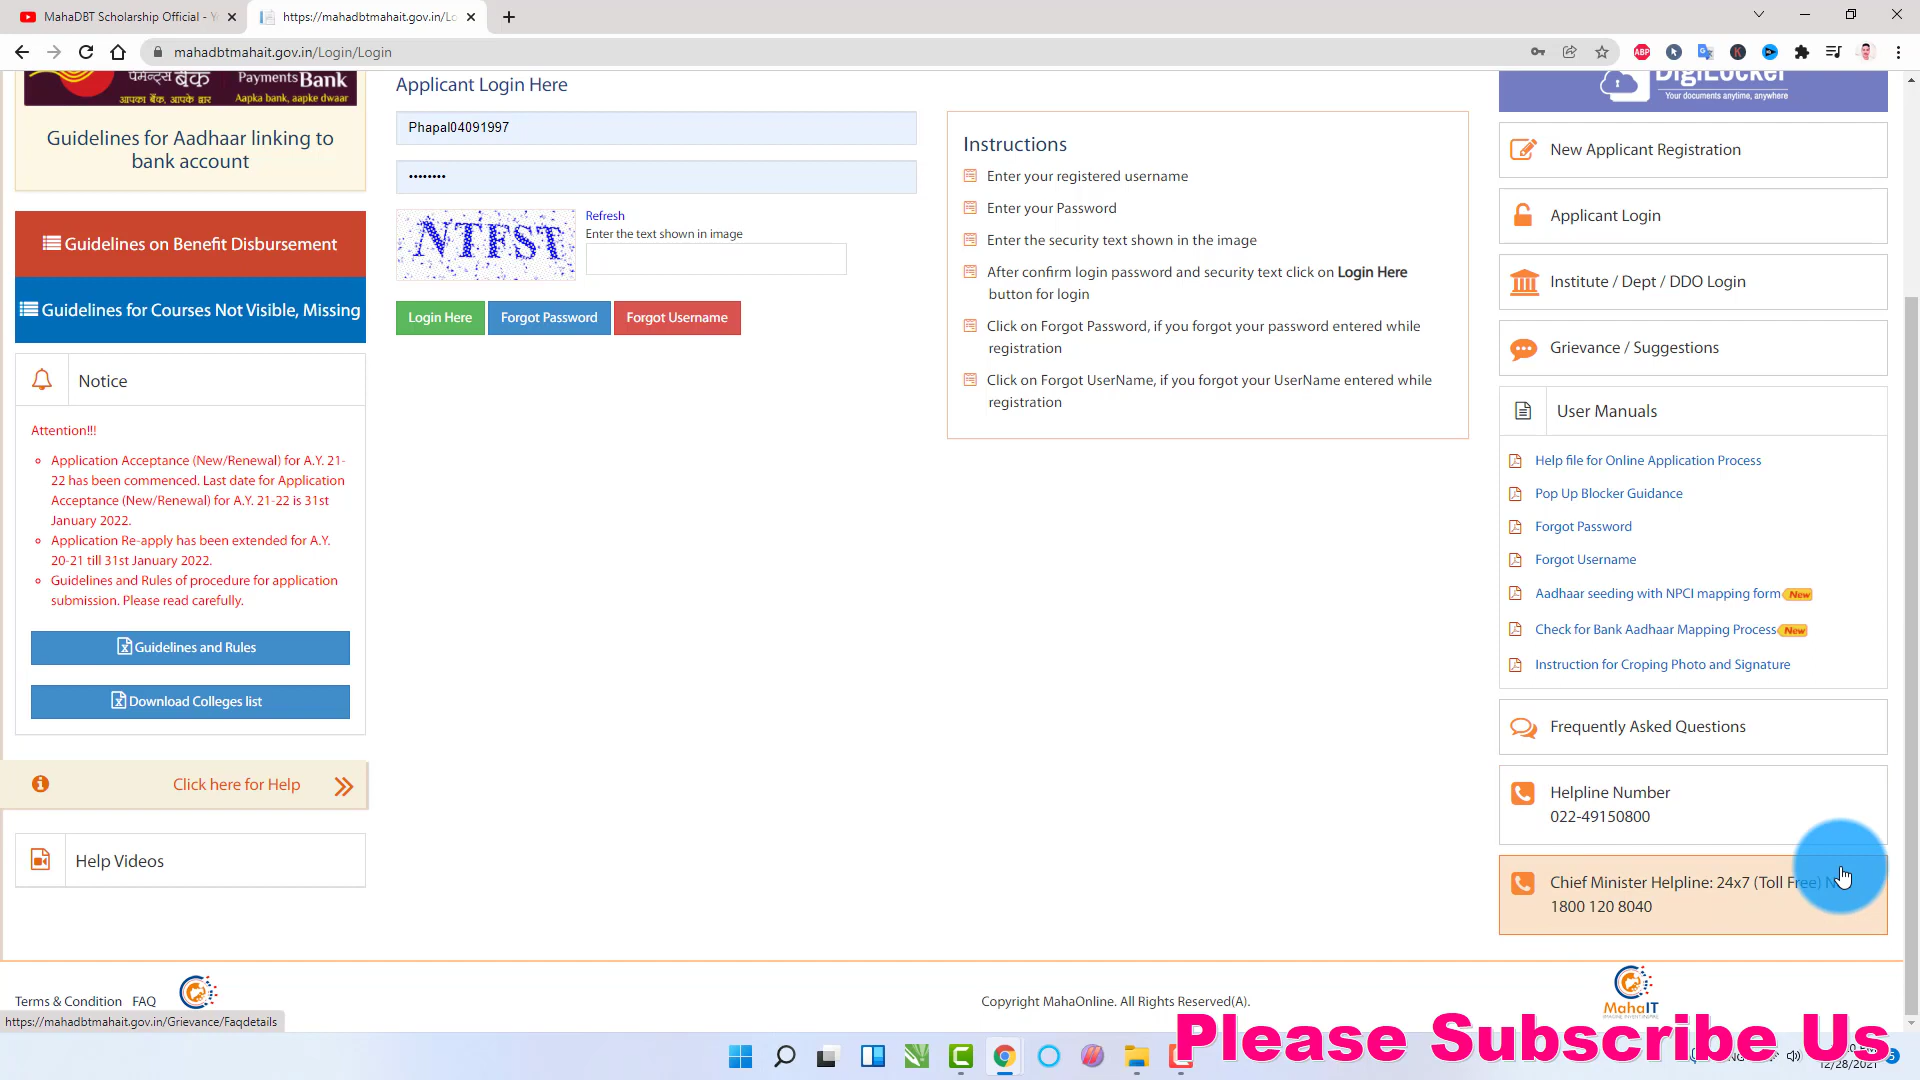 MahaDBT Scholarship Official -
https://mahadbtmahait.gov.in/Lo
mahadbtmahait.gov.in/Login/Login
पेमेन्ट्स बैंक Payments Bank
आपका बैंक, आपके द्वार Aapka bank, aapke dwaar
Guidelines for Aadhaar linking to
bank account
Guidelines on Benefit Disbursement
Guidelines for Courses Not Visible, Missing
Notice
Attention!!!
Application Acceptance (New/Renewal) for A.Y. 21-
22 has been commenced. Last date for Application
Acceptance (New/Renewal) for A.Y. 21-22 is 31st
January 2022.
Application Re-apply has been extended for A.Y.
20-21 till 31st January 2022.
Guidelines and Rules of procedure for application
submission. Please read carefully.
Guidelines and Rules
Download Colleges list
Click here for Help
Help Videos
Applicant Login Here
Phapal04091997
••••••••
NTFST
Refresh
Enter the text shown in image
Login Here
Forgot Password
Forgot Username
Instructions
Enter your registered username
Enter your Password
Enter the security text shown in the image
After confirm login password and security text click on Login Here
button for login
Click on Forgot Password, if you forgot your password entered while
registration
Click on Forgot UserName, if you forgot your UserName entered while
registration
DigiLocker
Your documents anytime, anywhere
New Applicant Registration
Applicant Login
Institute / Dept / DDO Login
Grievance / Suggestions
User Manuals
Help file for Online Application Process
Pop Up Blocker Guidance
Forgot Password
Forgot Username
Aadhaar seeding with NPCI mapping form New
Check for Bank Aadhaar Mapping Process New
Instruction for Croping Photo and Signature
Frequently Asked Questions
Helpline Number
022-49150800
Chief Minister Helpline: 24x7 (Toll Free)
1800 120 8040
Terms & Condition FAQ
Copyright MahaOnline. All Rights Reserved(A).
MahaIT
https://mahadbtmahait.gov.in/Grievance/Faqdetails
Please Subscribe Us
12/28/2021